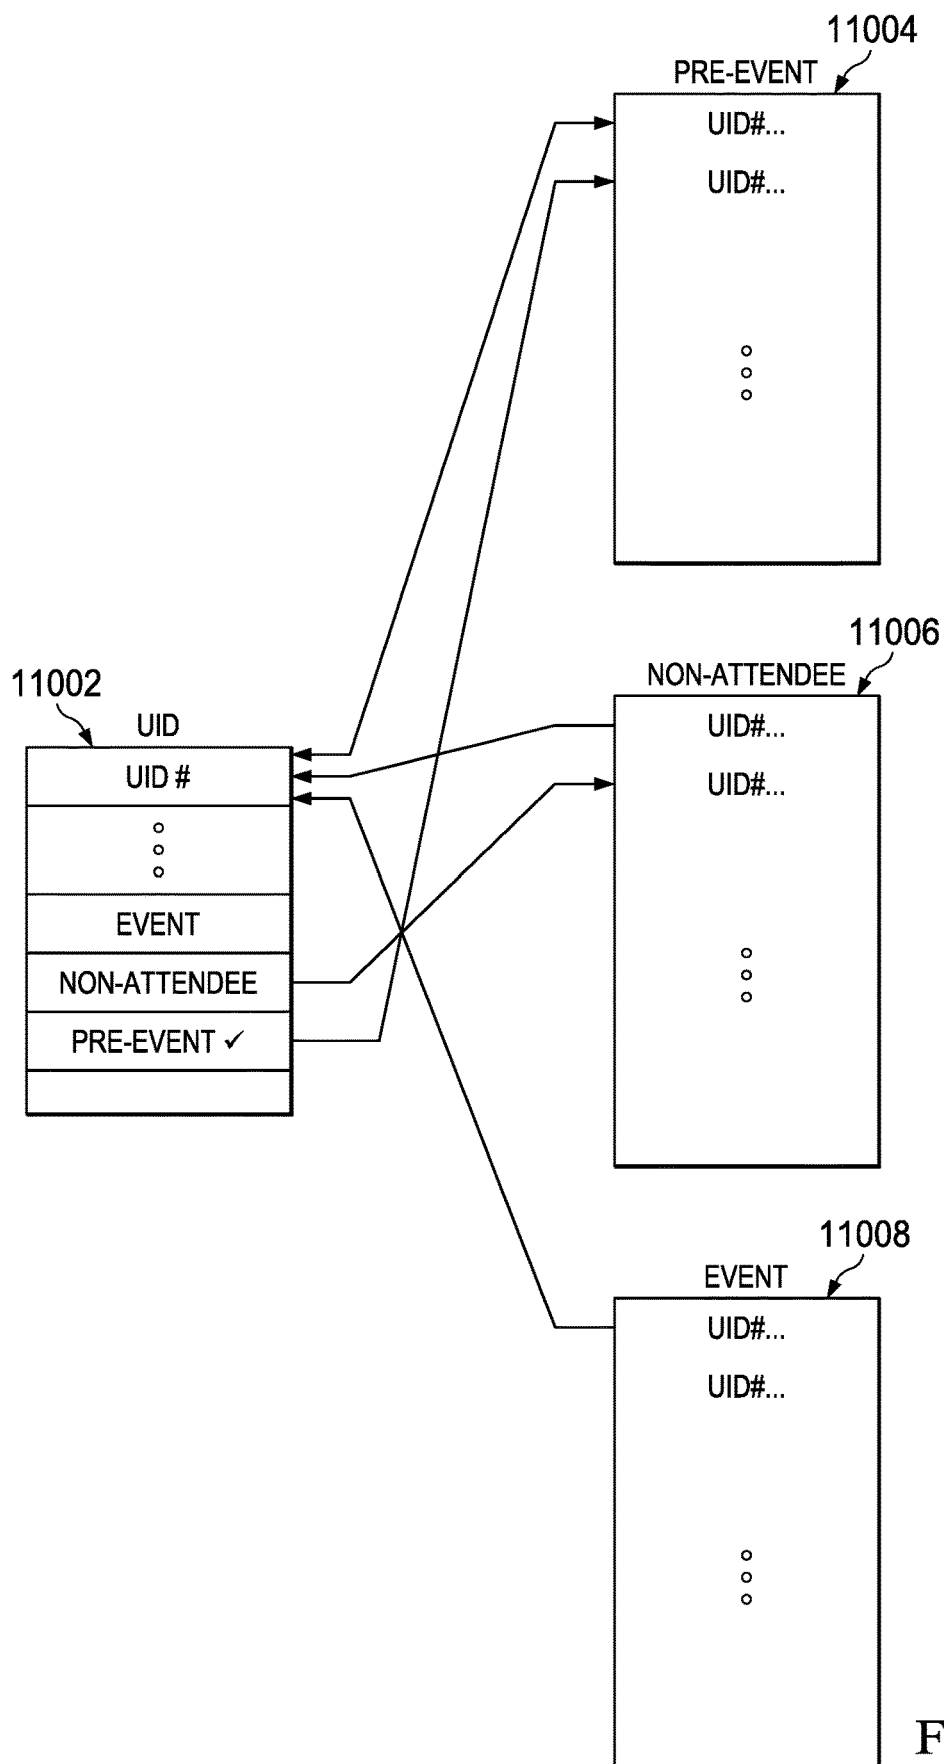 11004
PRE-EVENT
UID#...
UID#...
11006
NON-ATTENDEE
UID#...
UID#...
11002
UID
UID #
EVENT
NON-ATTENDEE
PRE-EVENT ✓
11008
EVENT
UID#...
UID#...
F